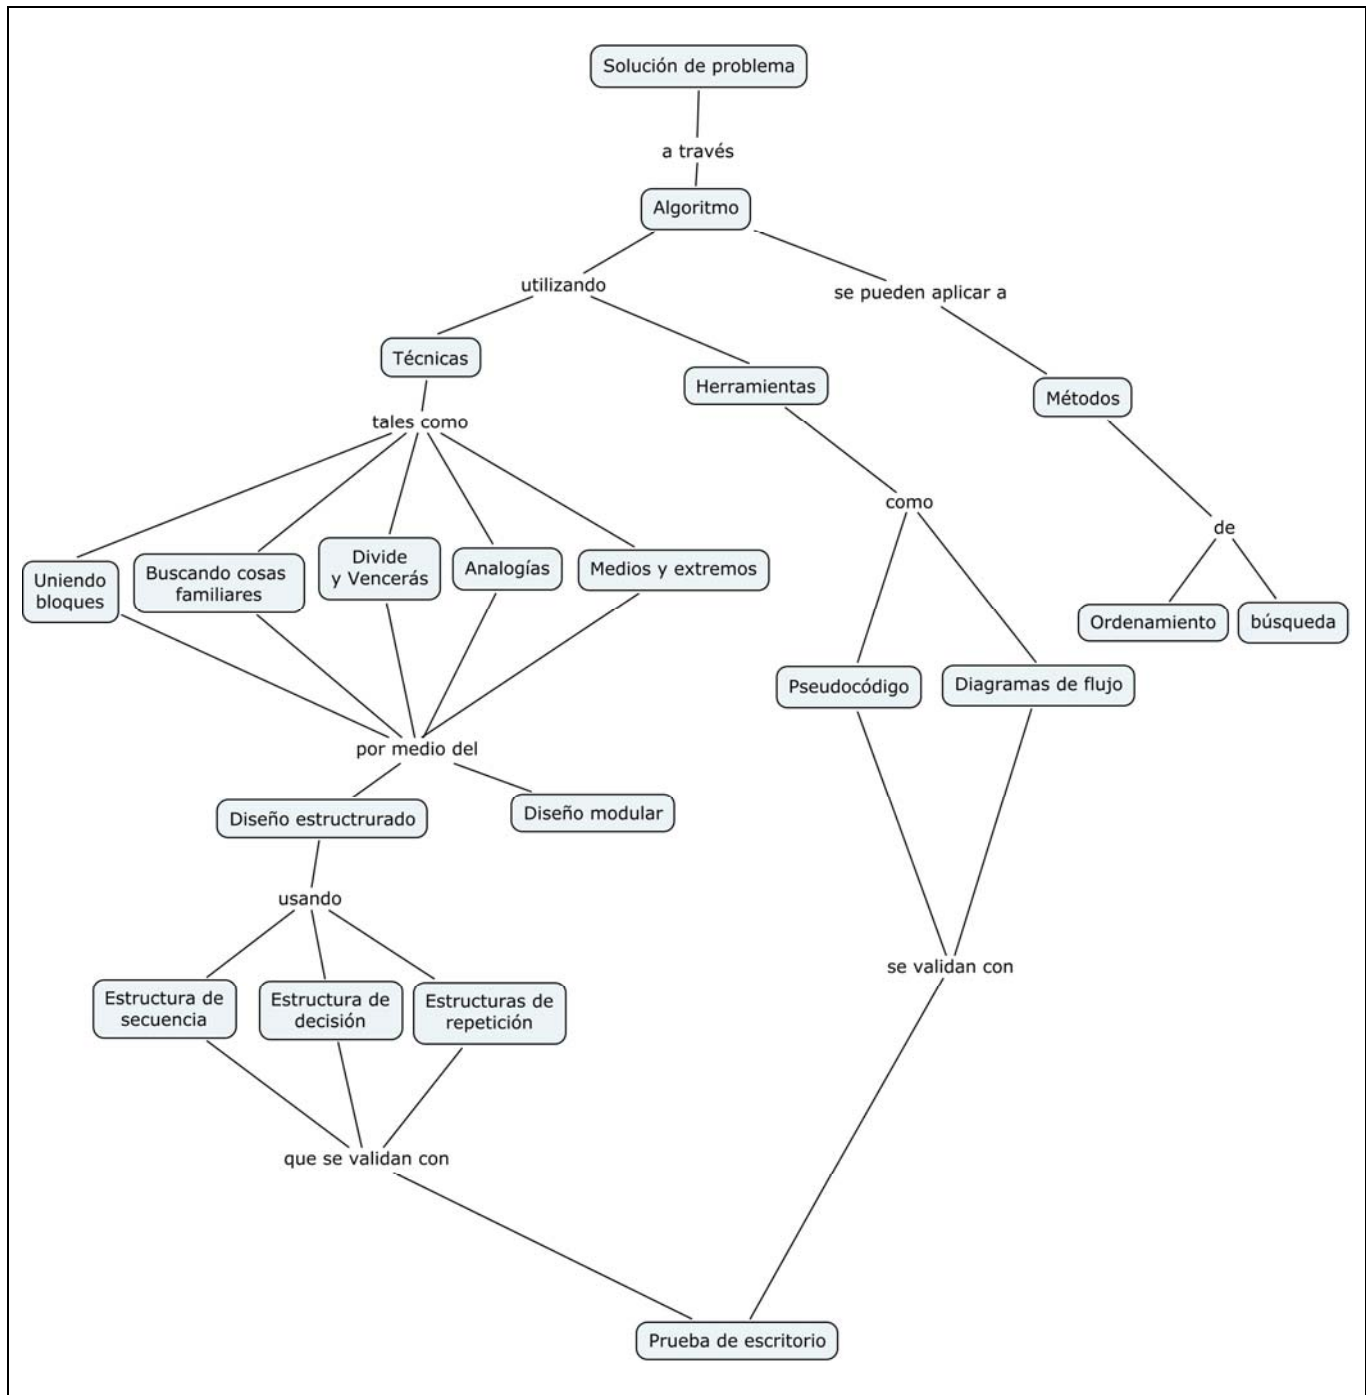 Solución de problema
a través
Algoritmo
utilizando
se pueden aplicar a
Técnicas
Herramientas
Métodos
tales como
como
de
Uniendo
bloques
Buscando cosas
familiares
Divide
y Vencerás
Analogías
Medios y extremos
Ordenamiento
búsqueda
Pseudocódigo
Diagramas de flujo
por medio del
Diseño estructrurado
Diseño modular
usando
se validan con
Estructura de
secuencia
Estructura de
decisión
Estructuras de
repetición
que se validan con
Prueba de escritorio